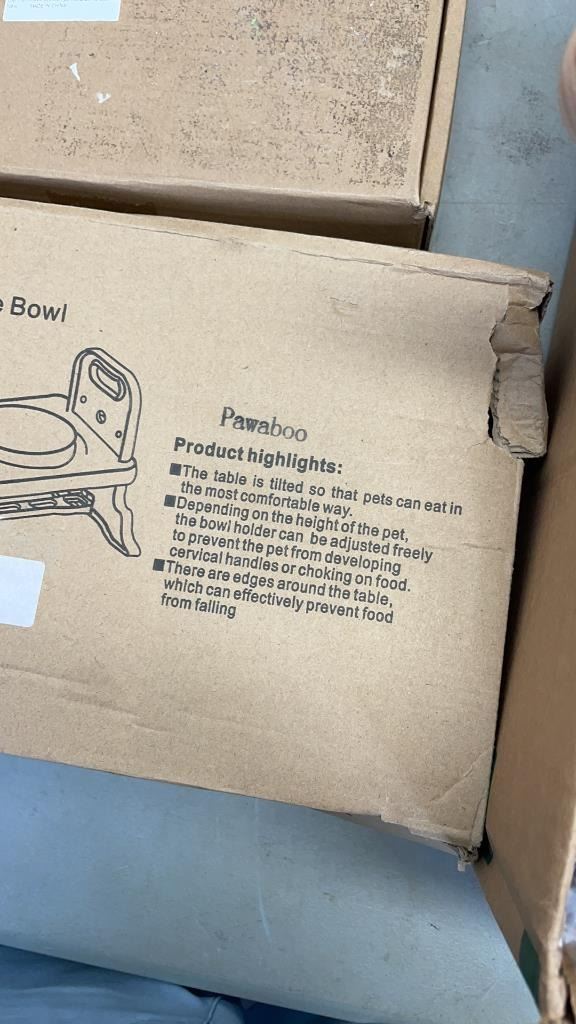 MADE IN CHINA
Bowl
Pawaboo
Product highlights:
■The table is tilted so that pets can eat in
the most comfortable way.
■Depending on the height of the pet,
the bowl holder can be adjusted freely
to prevent the pet from developing
cervical handles or choking on food.
■There are edges around the table,
which can effectively prevent food
from falling